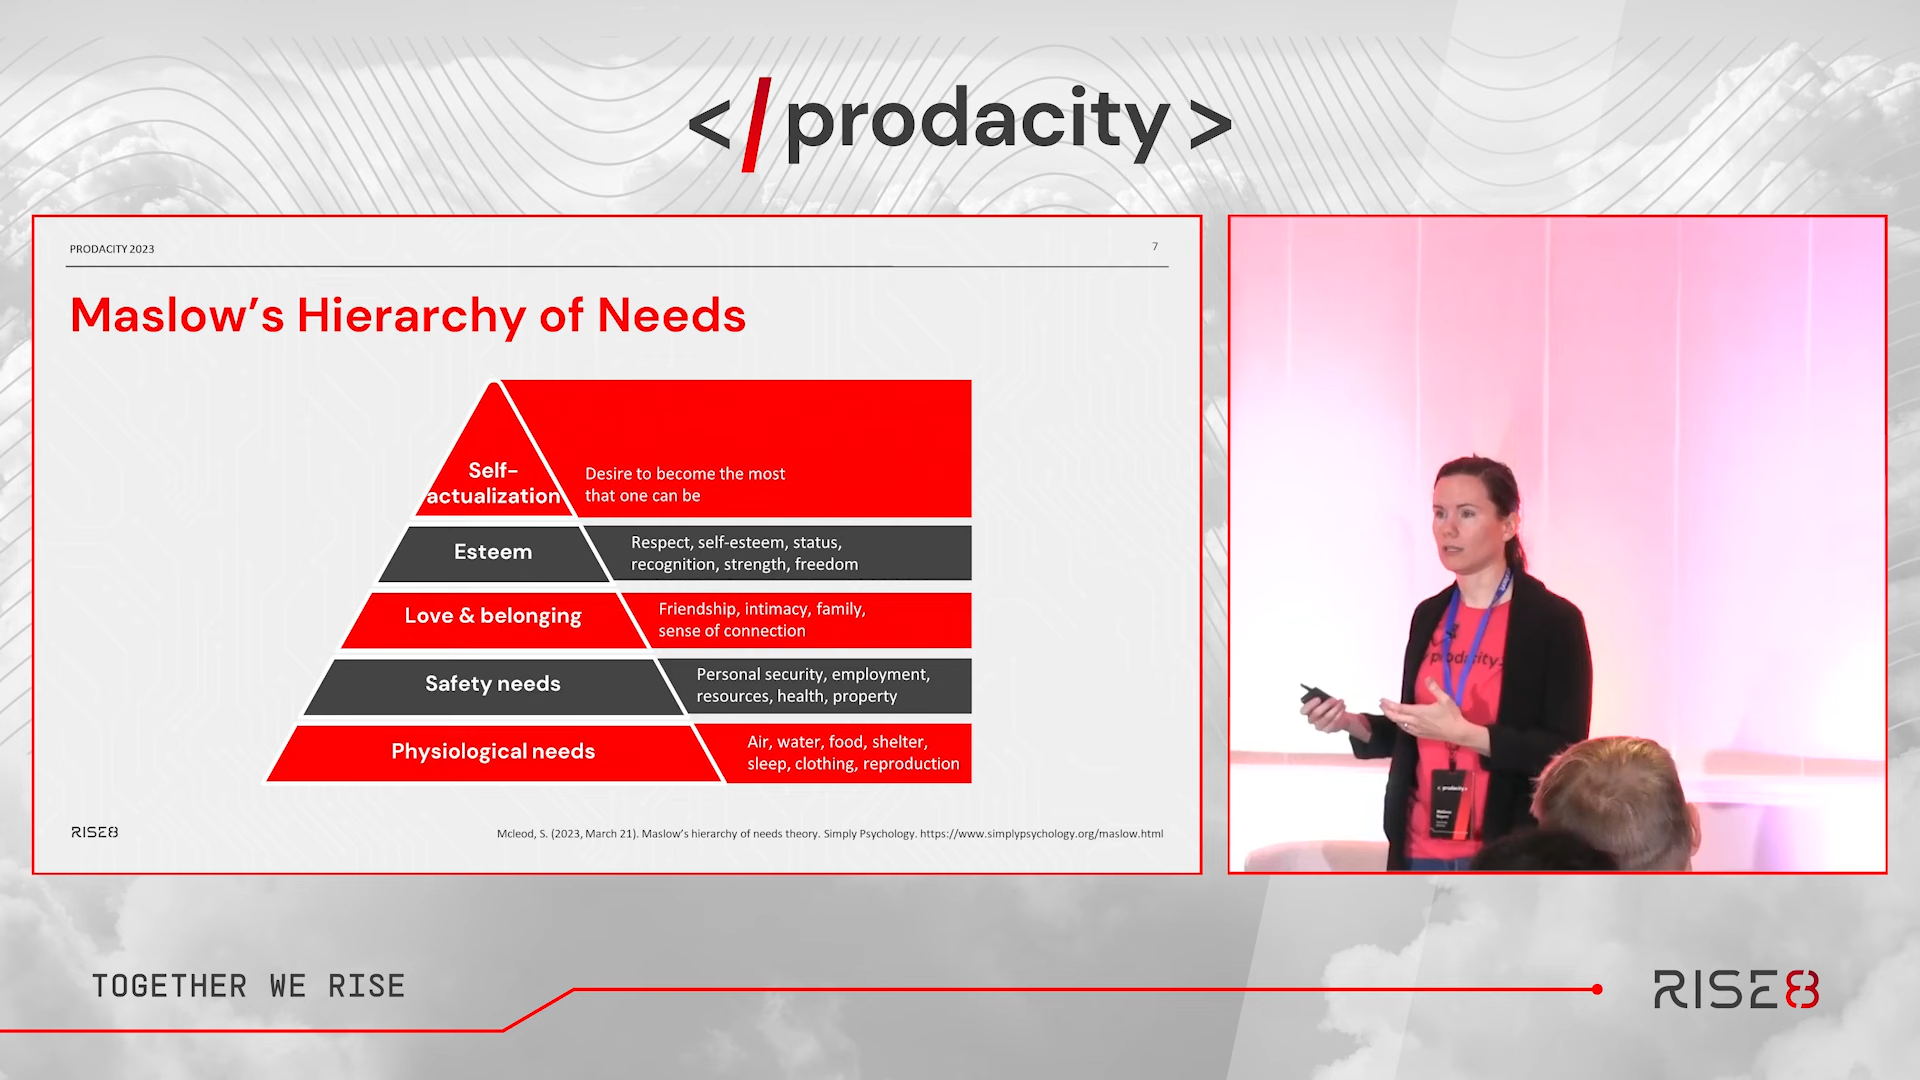 </prodacity>
PRODACITY 2023
7
Maslow's Hierarchy of Needs
Self-
actualization
Desire to become the most
that one can be
Esteem
Respect, self-esteem, status,
recognition, strength, freedom
Love & belonging
Friendship, intimacy, family,
sense of connection
Safety needs
Personal security, employment,
resources, health, property
Physiological needs
Air, water, food, shelter,
sleep, clothing, reproduction
RISE8
Mcleod, S. (2023, March 21). Maslow's hierarchy of needs theory. Simply Psychology. https://www.simplypsychology.org/maslow.html
prodacity
prodacity
TOGETHER WE RISE
RISE8